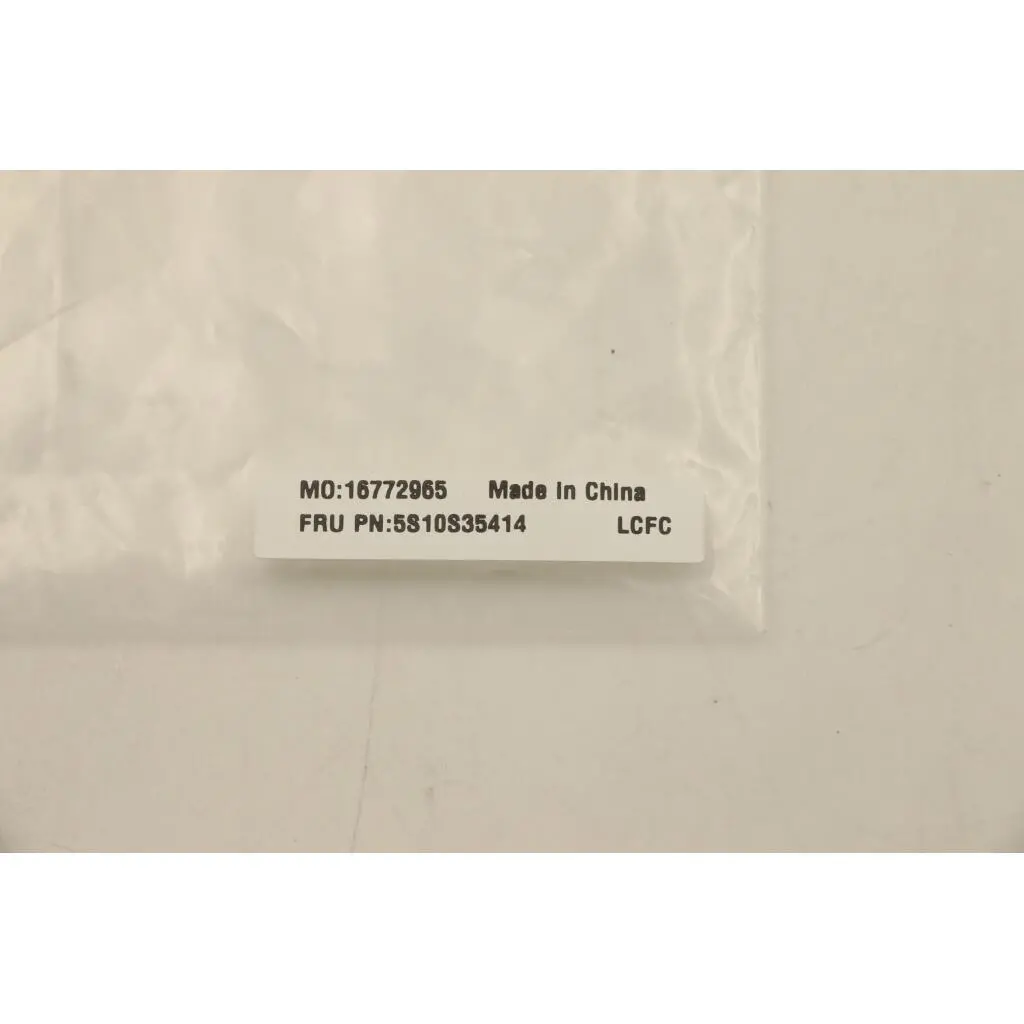 MO:16772965 Made In China
FRU PN:5S10S35414 LCFC